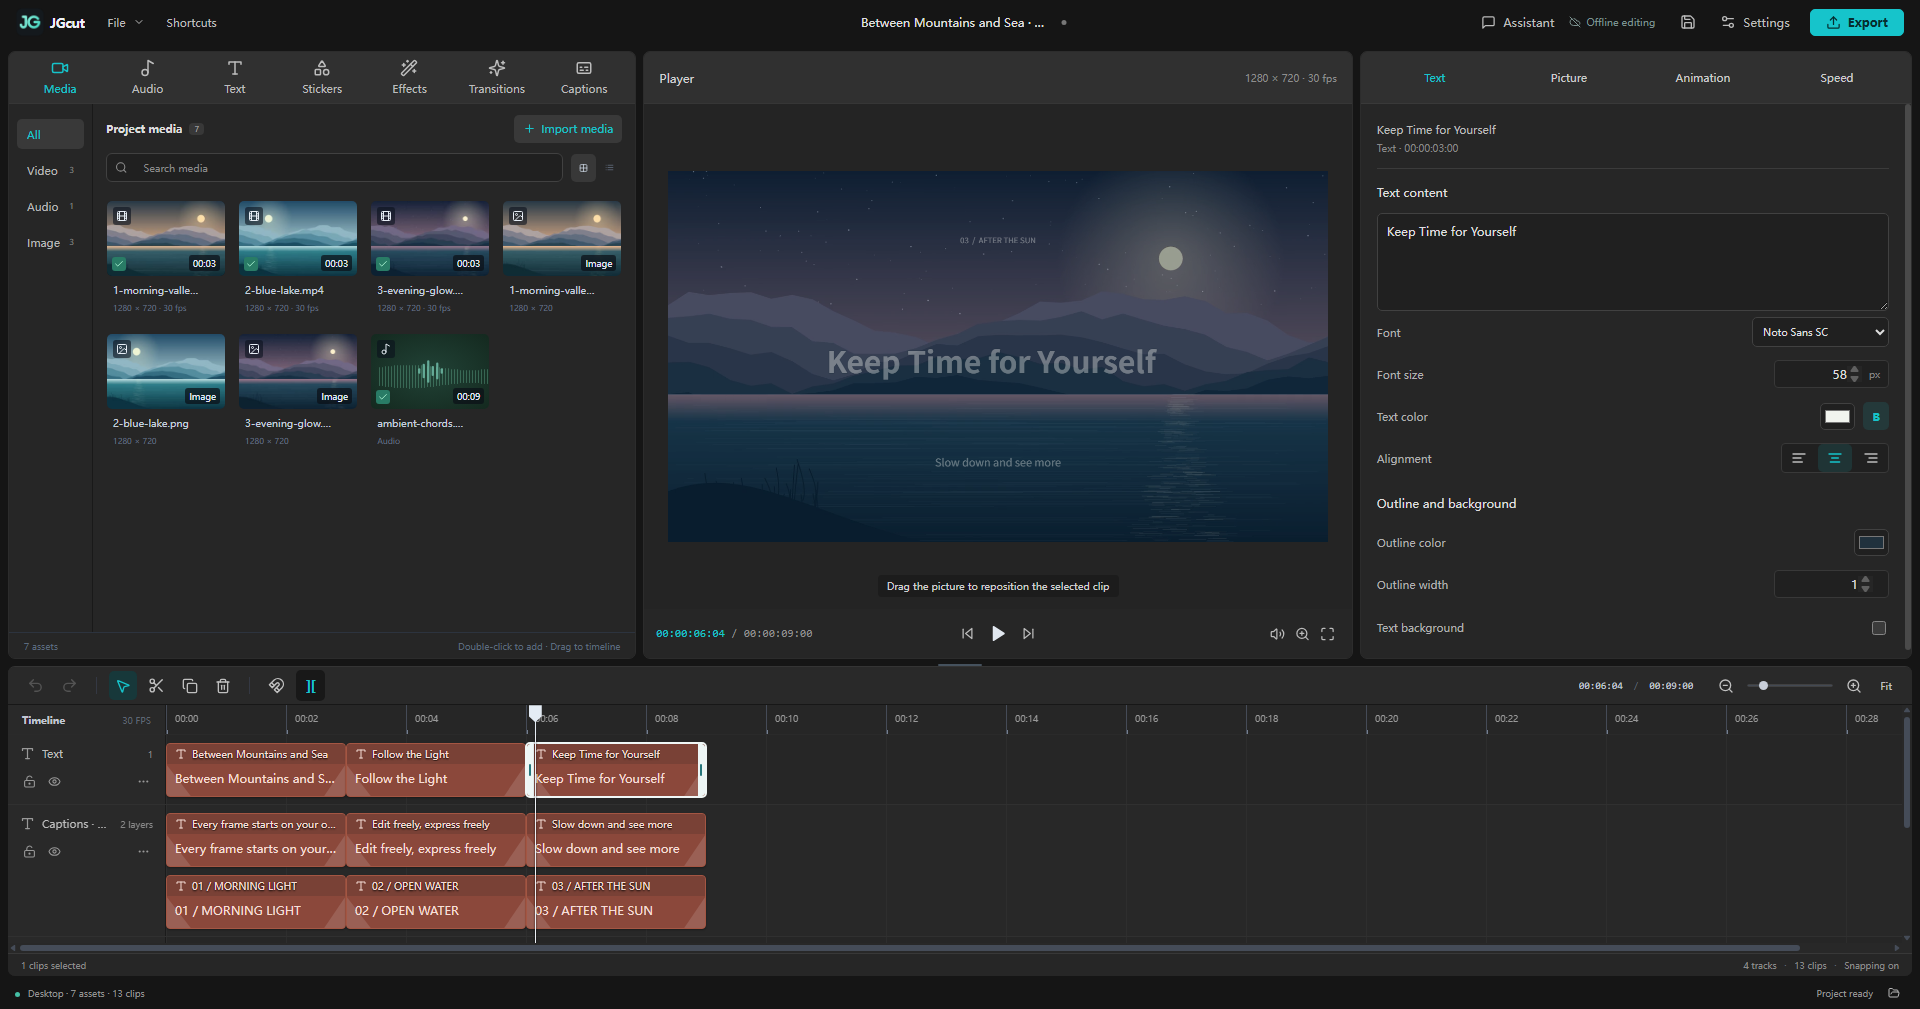 JG JGcut File Shortcuts Between Mountains and Sea · ... Assistant Offline editing Settings Export
Media Audio Text Stickers Effects Transitions Captions
All
Video 3
Audio 1
Image 3
Project media 7 Import media
Search media
00:03 00:03 00:03 Image
1-morning-valle... 2-blue-lake.mp4 3-evening-glow.... 1-morning-valle...
1280 × 720 · 30 fps 1280 × 720 · 30 fps 1280 × 720 · 30 fps 1280 × 720
Image Image 00:09
2-blue-lake.png 3-evening-glow.... ambient-chords....
1280 × 720 1280 × 720 Audio
7 assets Double-click to add · Drag to timeline
Player 1280 × 720 · 30 fps
03 / AFTER THE SUN
Keep Time for Yourself
Slow down and see more
Drag the picture to reposition the selected clip
00:00:06:04 / 00:00:09:00
Text Picture Animation Speed
Keep Time for Yourself
Text · 00:00:03:00
Text content
Keep Time for Yourself
Font Noto Sans SC
Font size 58 px
Text color B
Alignment
Outline and background
Outline color
Outline width 1
Text background
00:06:04 / 00:09:00 Fit
Timeline 30 FPS 00:00 00:02 00:04 00:06 00:08 00:10 00:12 00:14 00:16 00:18 00:20 00:22 00:24 00:26 00:28
Text 1 Between Mountains and Sea Follow the Light Keep Time for Yourself
Between Mountains and S... Follow the Light Keep Time for Yourself
Captions · ... 2 layers Every frame starts on your o... Edit freely, express freely Slow down and see more
Every frame starts on your... Edit freely, express freely Slow down and see more
01 / MORNING LIGHT 02 / OPEN WATER 03 / AFTER THE SUN
01 / MORNING LIGHT 02 / OPEN WATER 03 / AFTER THE SUN
1 clips selected 4 tracks · 13 clips · Snapping on
Desktop · 7 assets · 13 clips Project ready